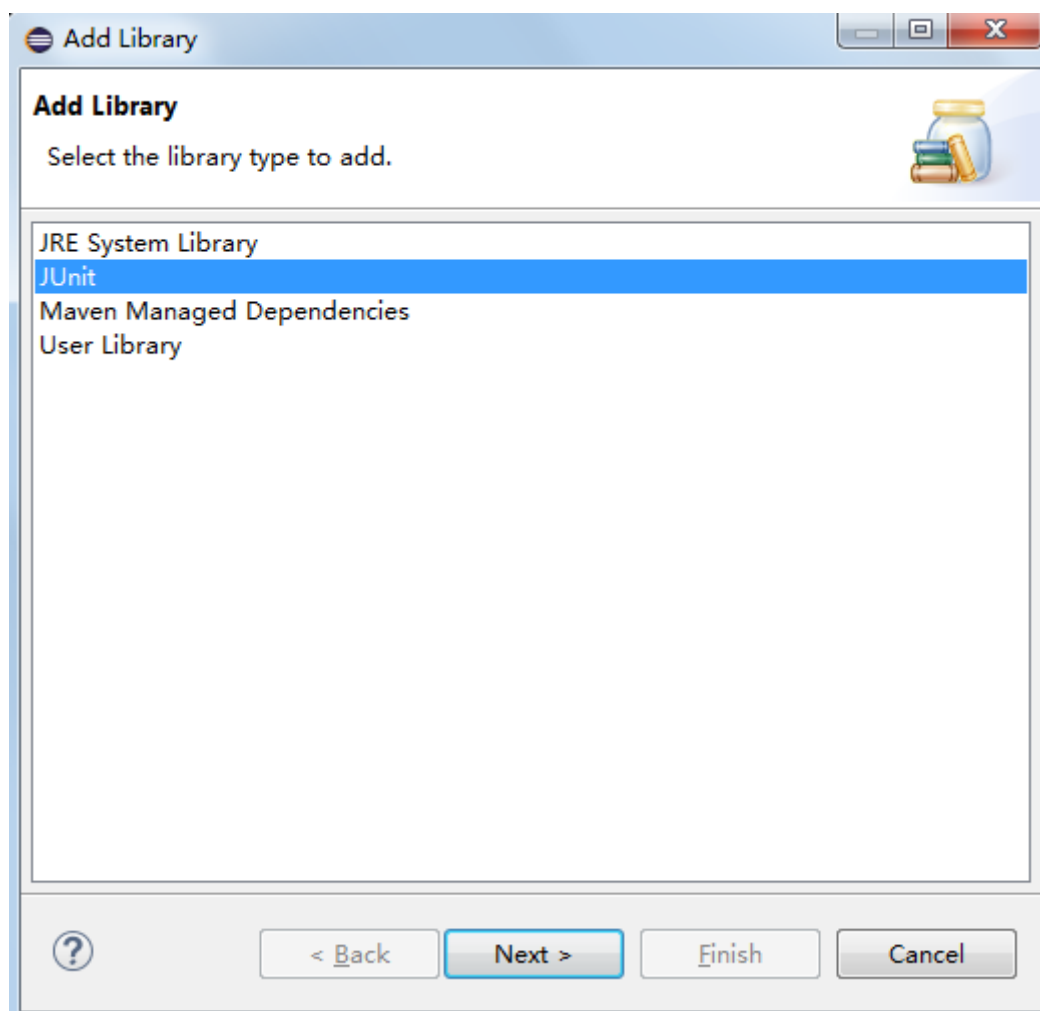 Add Library
Add Library
Select the library type to add.
JRE System Library
JUnit
Maven Managed Dependencies
User Library
? < Back Next > Finish Cancel